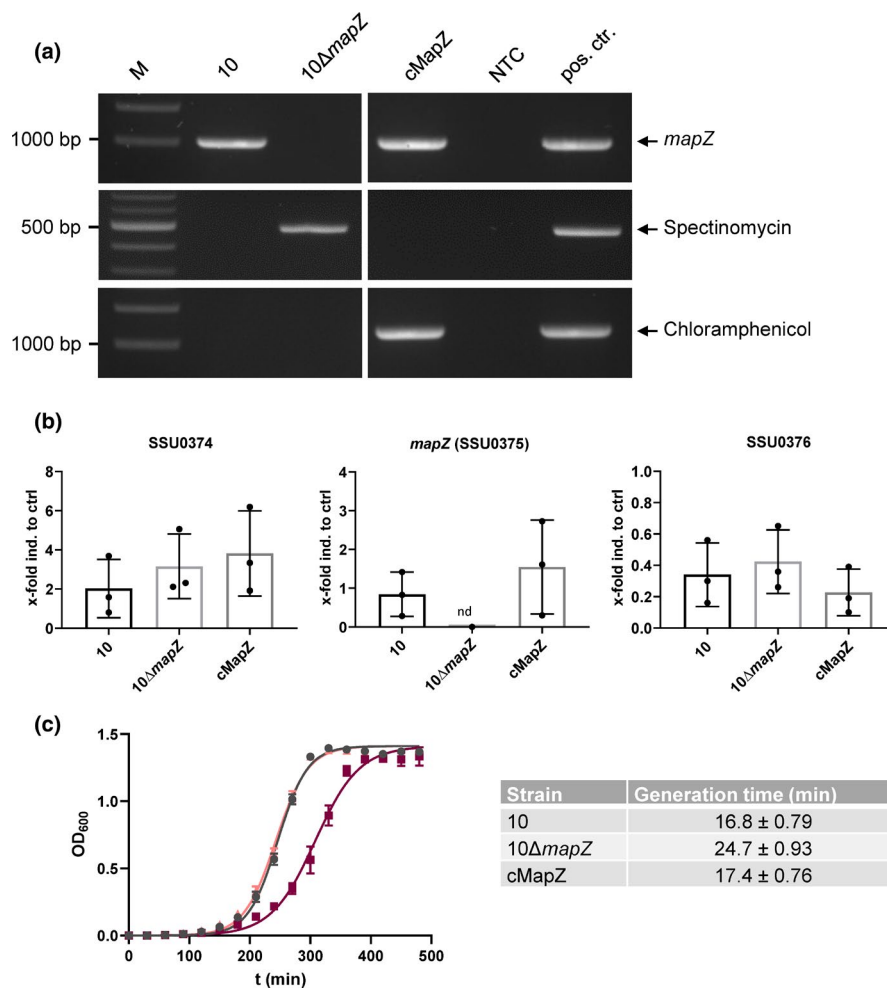 (a)
M 10 10ΔmapZ cMapZ NTC pos. ctr.
1000 bp mapZ
500 bp Spectinomycin
1000 bp Chloramphenicol
(b)
SSU0374 mapZ (SSU0375) SSU0376
x-fold ind. to ctrl
8
6
4
2
0
10 10ΔmapZ cMapZ
x-fold ind. to ctrl
4
3
2
1
0
nd
10 10ΔmapZ cMapZ
x-fold ind. to ctrl
1.0
0.8
0.6
0.4
0.2
0.0
10 10ΔmapZ cMapZ
(c)
OD600
1.5
1.0
0.5
0.0
0 100 200 300 400 500
t (min)
Strain Generation time (min)
10 16.8 ± 0.79
10ΔmapZ 24.7 ± 0.93
cMapZ 17.4 ± 0.76